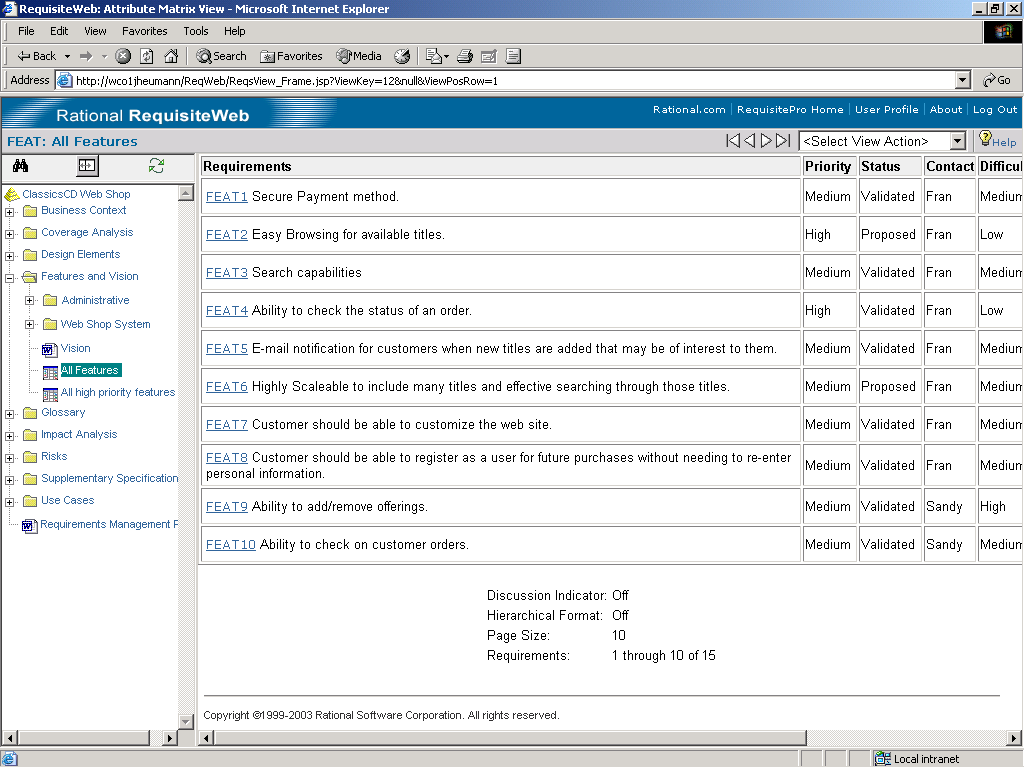 RequisiteWeb: Attribute Matrix View - Microsoft Internet Explorer
File Edit View Favorites Tools Help
Back Search Favorites Media
Address http://wco1jheumann/ReqWeb/ReqsView_Frame.jsp?ViewKey=12&null&ViewPosRow=1 Go
Rational RequisiteWeb
Rational.com | RequisitePro Home | User Profile | About | Log Out
FEAT: All Features
<Select View Action> Help
ClassicsCD Web Shop
Business Context
Coverage Analysis
Design Elements
Features and Vision
Administrative
Web Shop System
Vision
All Features
All high priority features
Glossary
Impact Analysis
Risks
Supplementary Specification
Use Cases
Requirements Management P
Requirements Priority Status Contact Difficul
FEAT1 Secure Payment method. Medium Validated Fran Medium
FEAT2 Easy Browsing for available titles. High Proposed Fran Low
FEAT3 Search capabilities Medium Validated Fran Medium
FEAT4 Ability to check the status of an order. High Validated Fran Low
FEAT5 E-mail notification for customers when new titles are added that may be of interest to them. Medium Validated Fran Medium
FEAT6 Highly Scaleable to include many titles and effective searching through those titles. Medium Proposed Fran Medium
FEAT7 Customer should be able to customize the web site. Medium Validated Fran Medium
FEAT8 Customer should be able to register as a user for future purchases without needing to re-enter
personal information. Medium Validated Fran Medium
FEAT9 Ability to add/remove offerings. Medium Validated Sandy High
FEAT10 Ability to check on customer orders. Medium Validated Sandy Medium
Discussion Indicator: Off
Hierarchical Format: Off
Page Size: 10
Requirements: 1 through 10 of 15
Copyright ©1999-2003 Rational Software Corporation. All rights reserved.
Local intranet